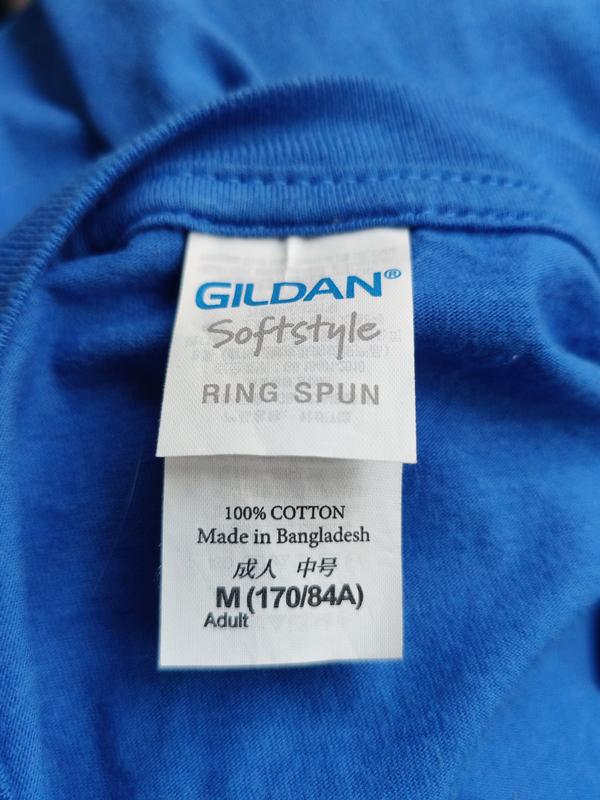 GILDAN®
Softstyle
RING SPUN
100% COTTON
Made in Bangladesh
成人 中号
M (170/84A)
Adult